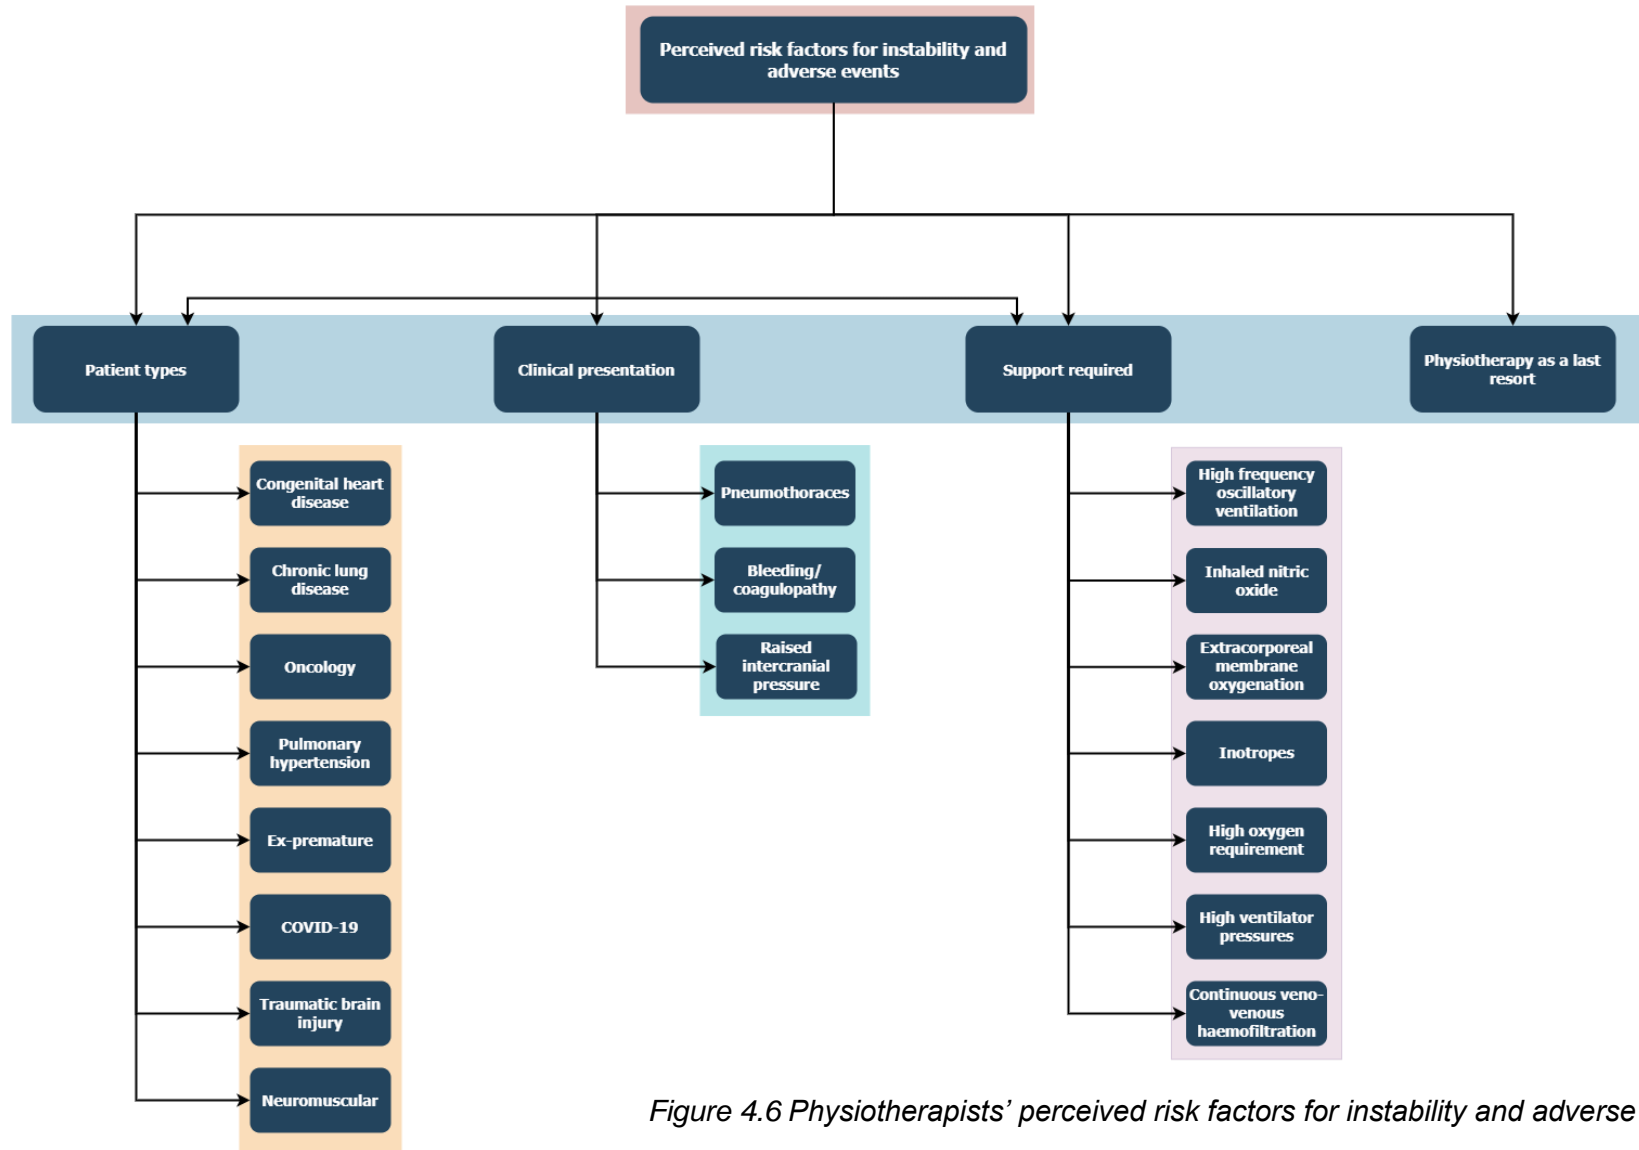 Perceived risk factors for instability and
adverse events
Patient types
Clinical presentation
Support required
Physiotherapy as a last
resort
Congenital heart
disease
Chronic lung
disease
Oncology
Pulmonary
hypertension
Ex-premature
COVID-19
Traumatic brain
injury
Neuromuscular
Pneumothoraces
Bleeding/
coagulopathy
Raised
intercranial
pressure
High frequency
oscillatory
ventilation
Inhaled nitric
oxide
Extracorporeal
membrane
oxygenation
Inotropes
High oxygen
requirement
High ventilator
pressures
Continuous veno-
venous
haemofiltration
Figure 4.6 Physiotherapists’ perceived risk factors for instability and adverse